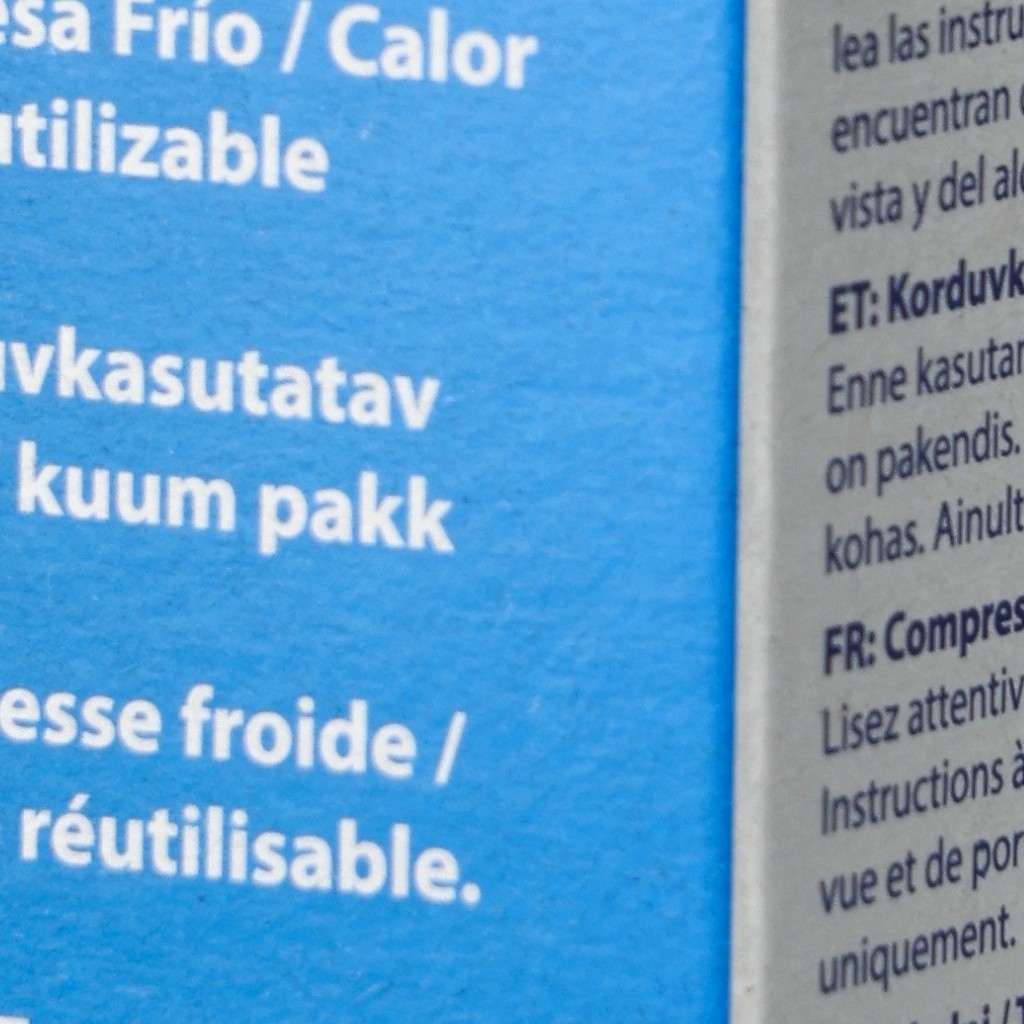 esa Frío / Calor
utilizable
uvkasutatav
kuum pakk
esse froide /
réutilisable.
lea las instru
encuentran
vista y del al
ET: Korduvk
Enne kasutan
on pakendis.
kohas. Ainult
FR: Compres
Lisez attentiv
Instructions à
vue et de por
uniquement.